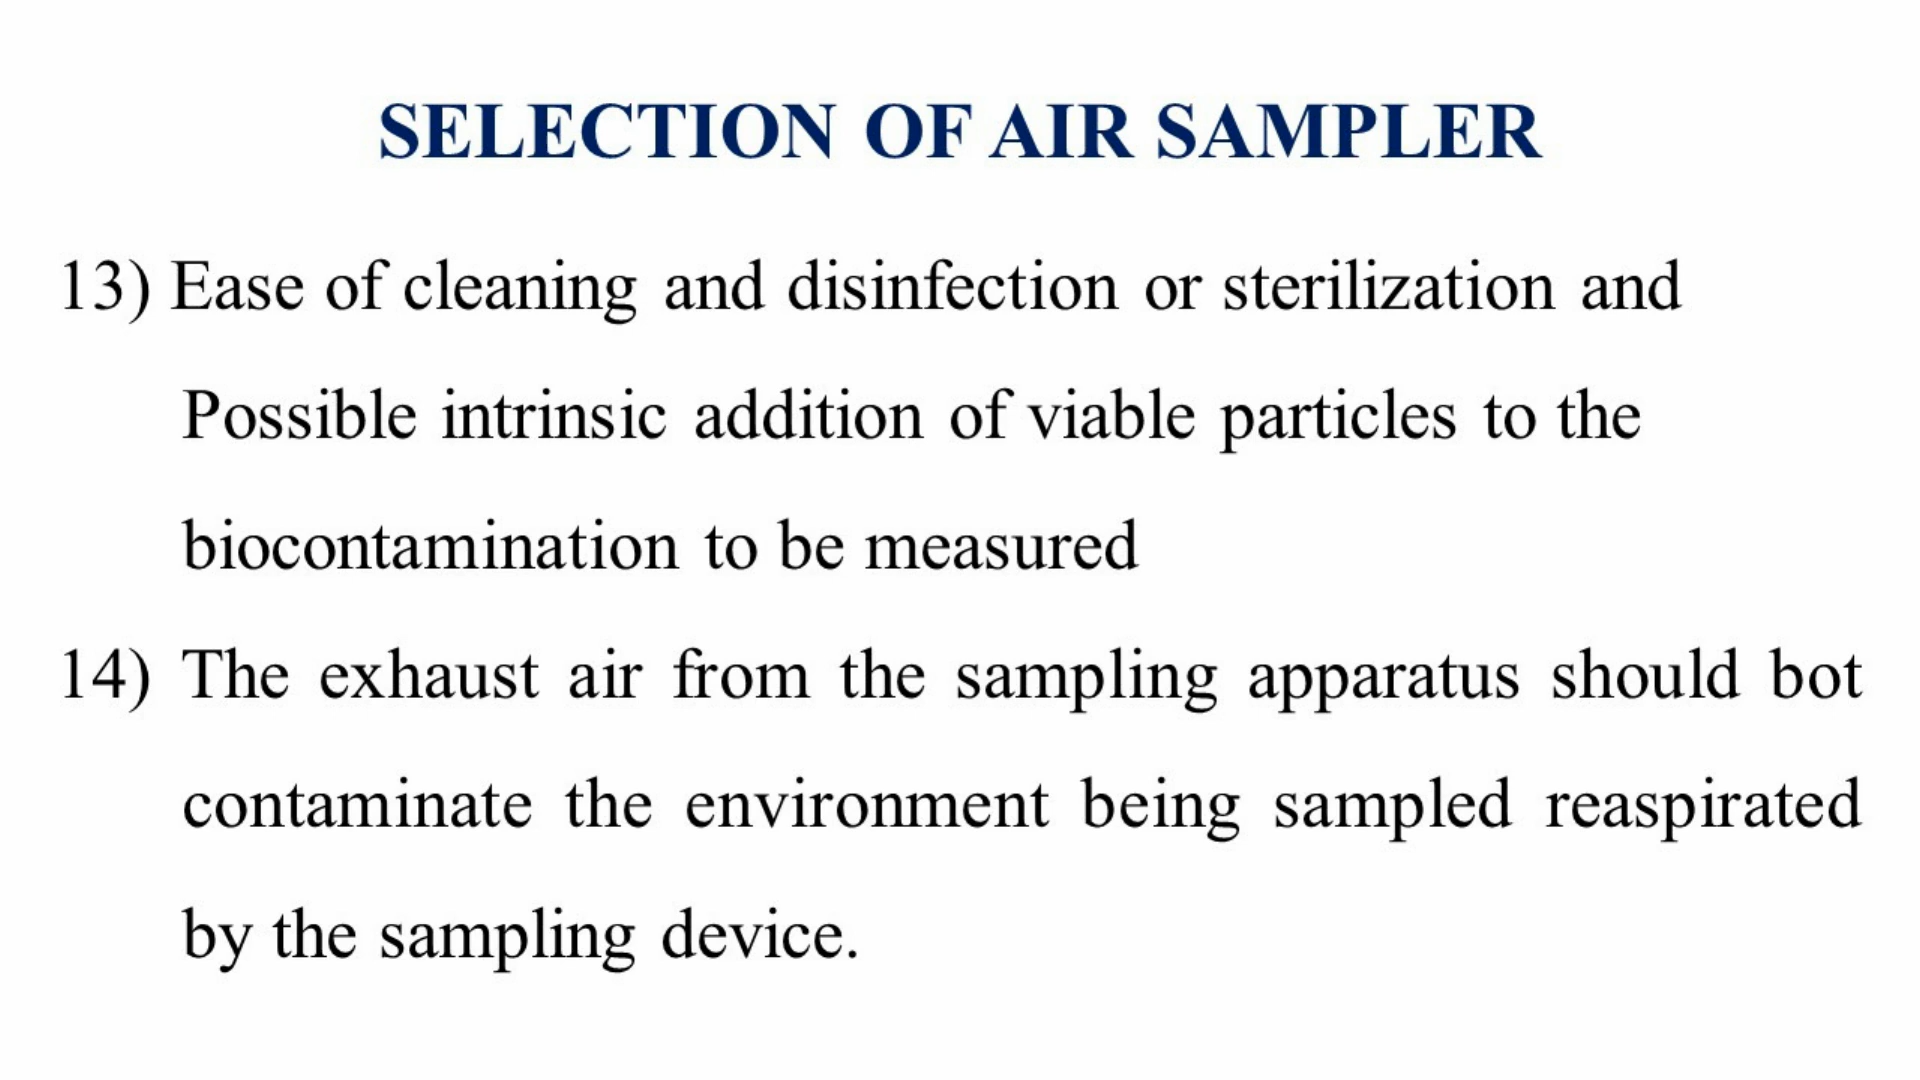 SELECTION OF AIR SAMPLER
13) Ease of cleaning and disinfection or sterilization and
Possible intrinsic addition of viable particles to the
biocontamination to be measured
14) The exhaust air from the sampling apparatus should bot
contaminate the environment being sampled reaspirated
by the sampling device.